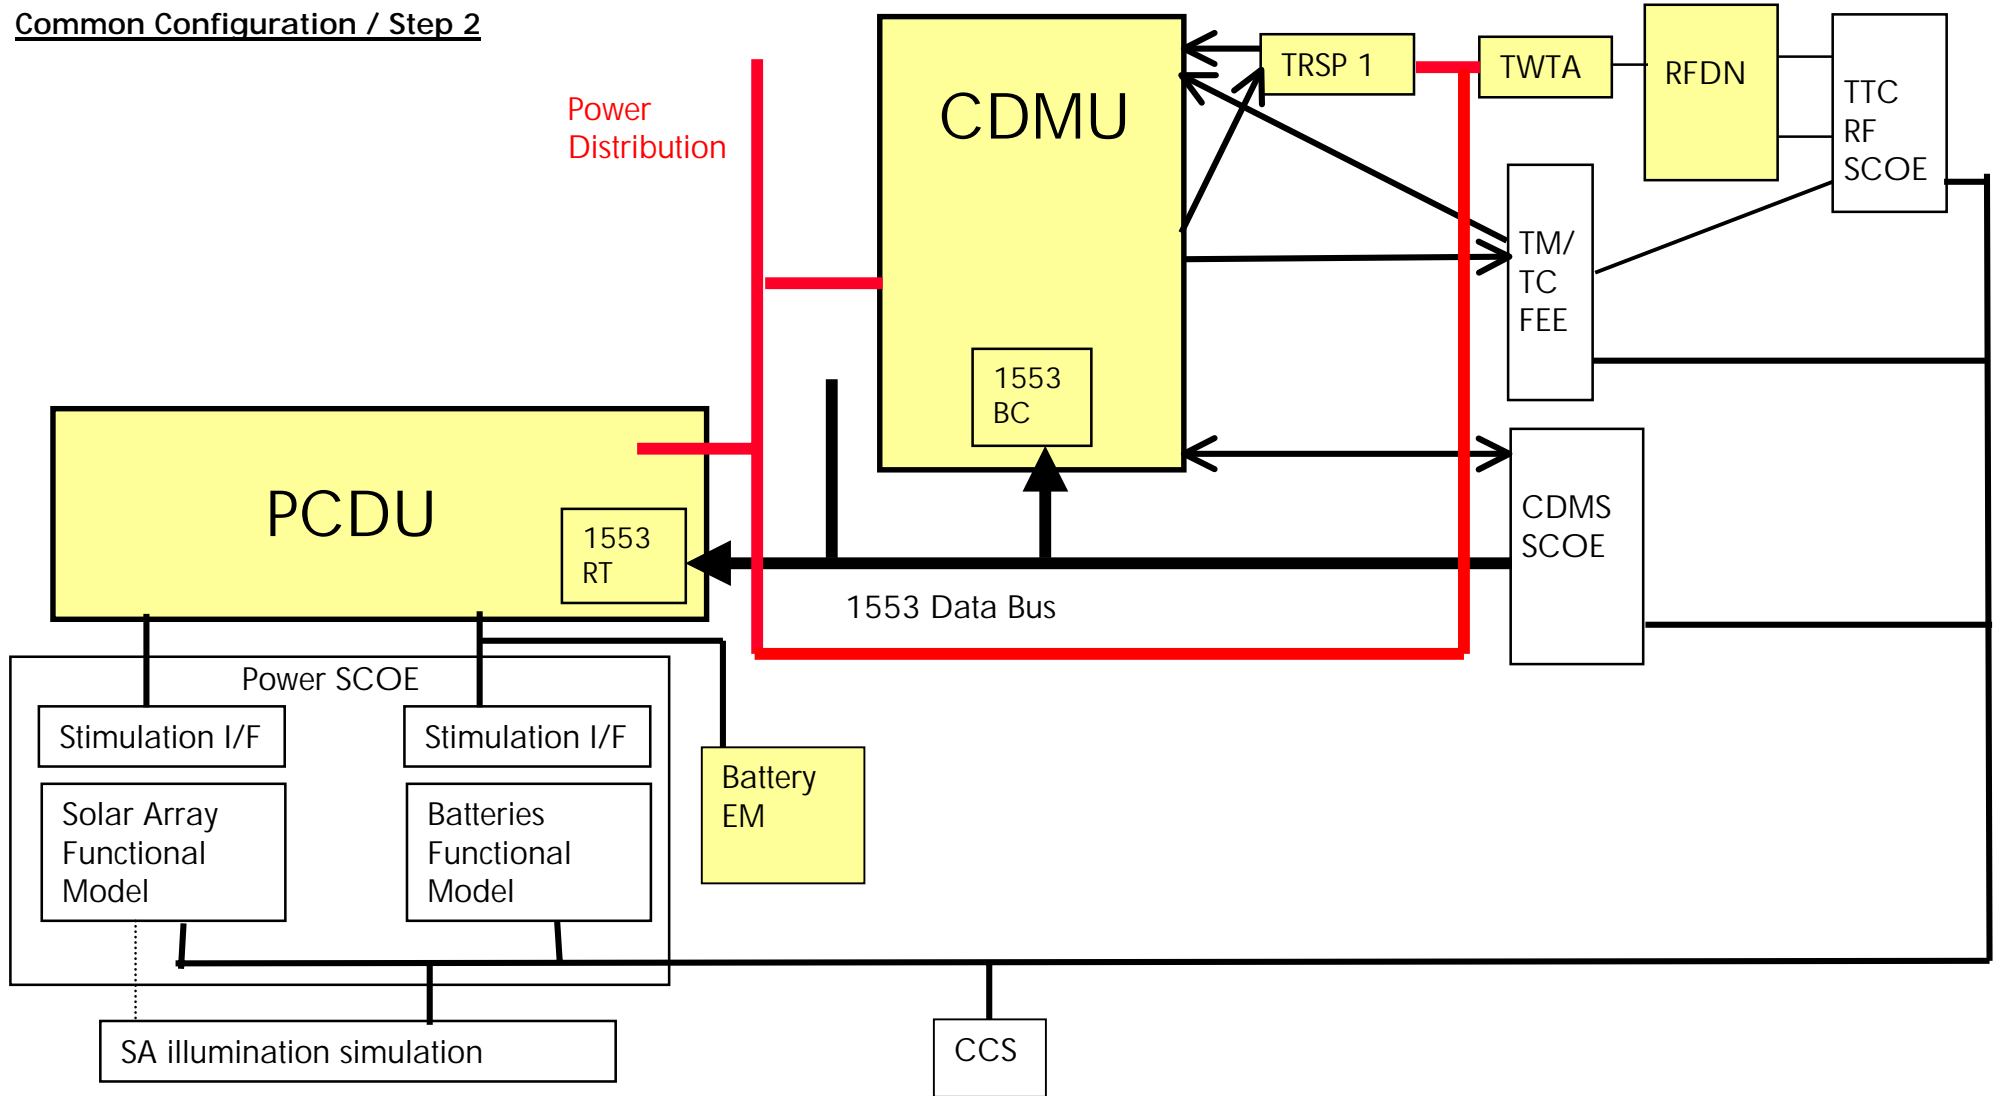 Common Configuration / Step 2
Power
Distribution
CDMU
1553
BC
TRSP 1
TWTA
RFDN
TTC
RF
SCOE
TM/
TC
FEE
CDMS
SCOE
PCDU
1553
RT
1553 Data Bus
Power SCOE
Stimulation I/F
Stimulation I/F
Solar Array
Functional
Model
Batteries
Functional
Model
Battery
EM
SA illumination simulation
CCS